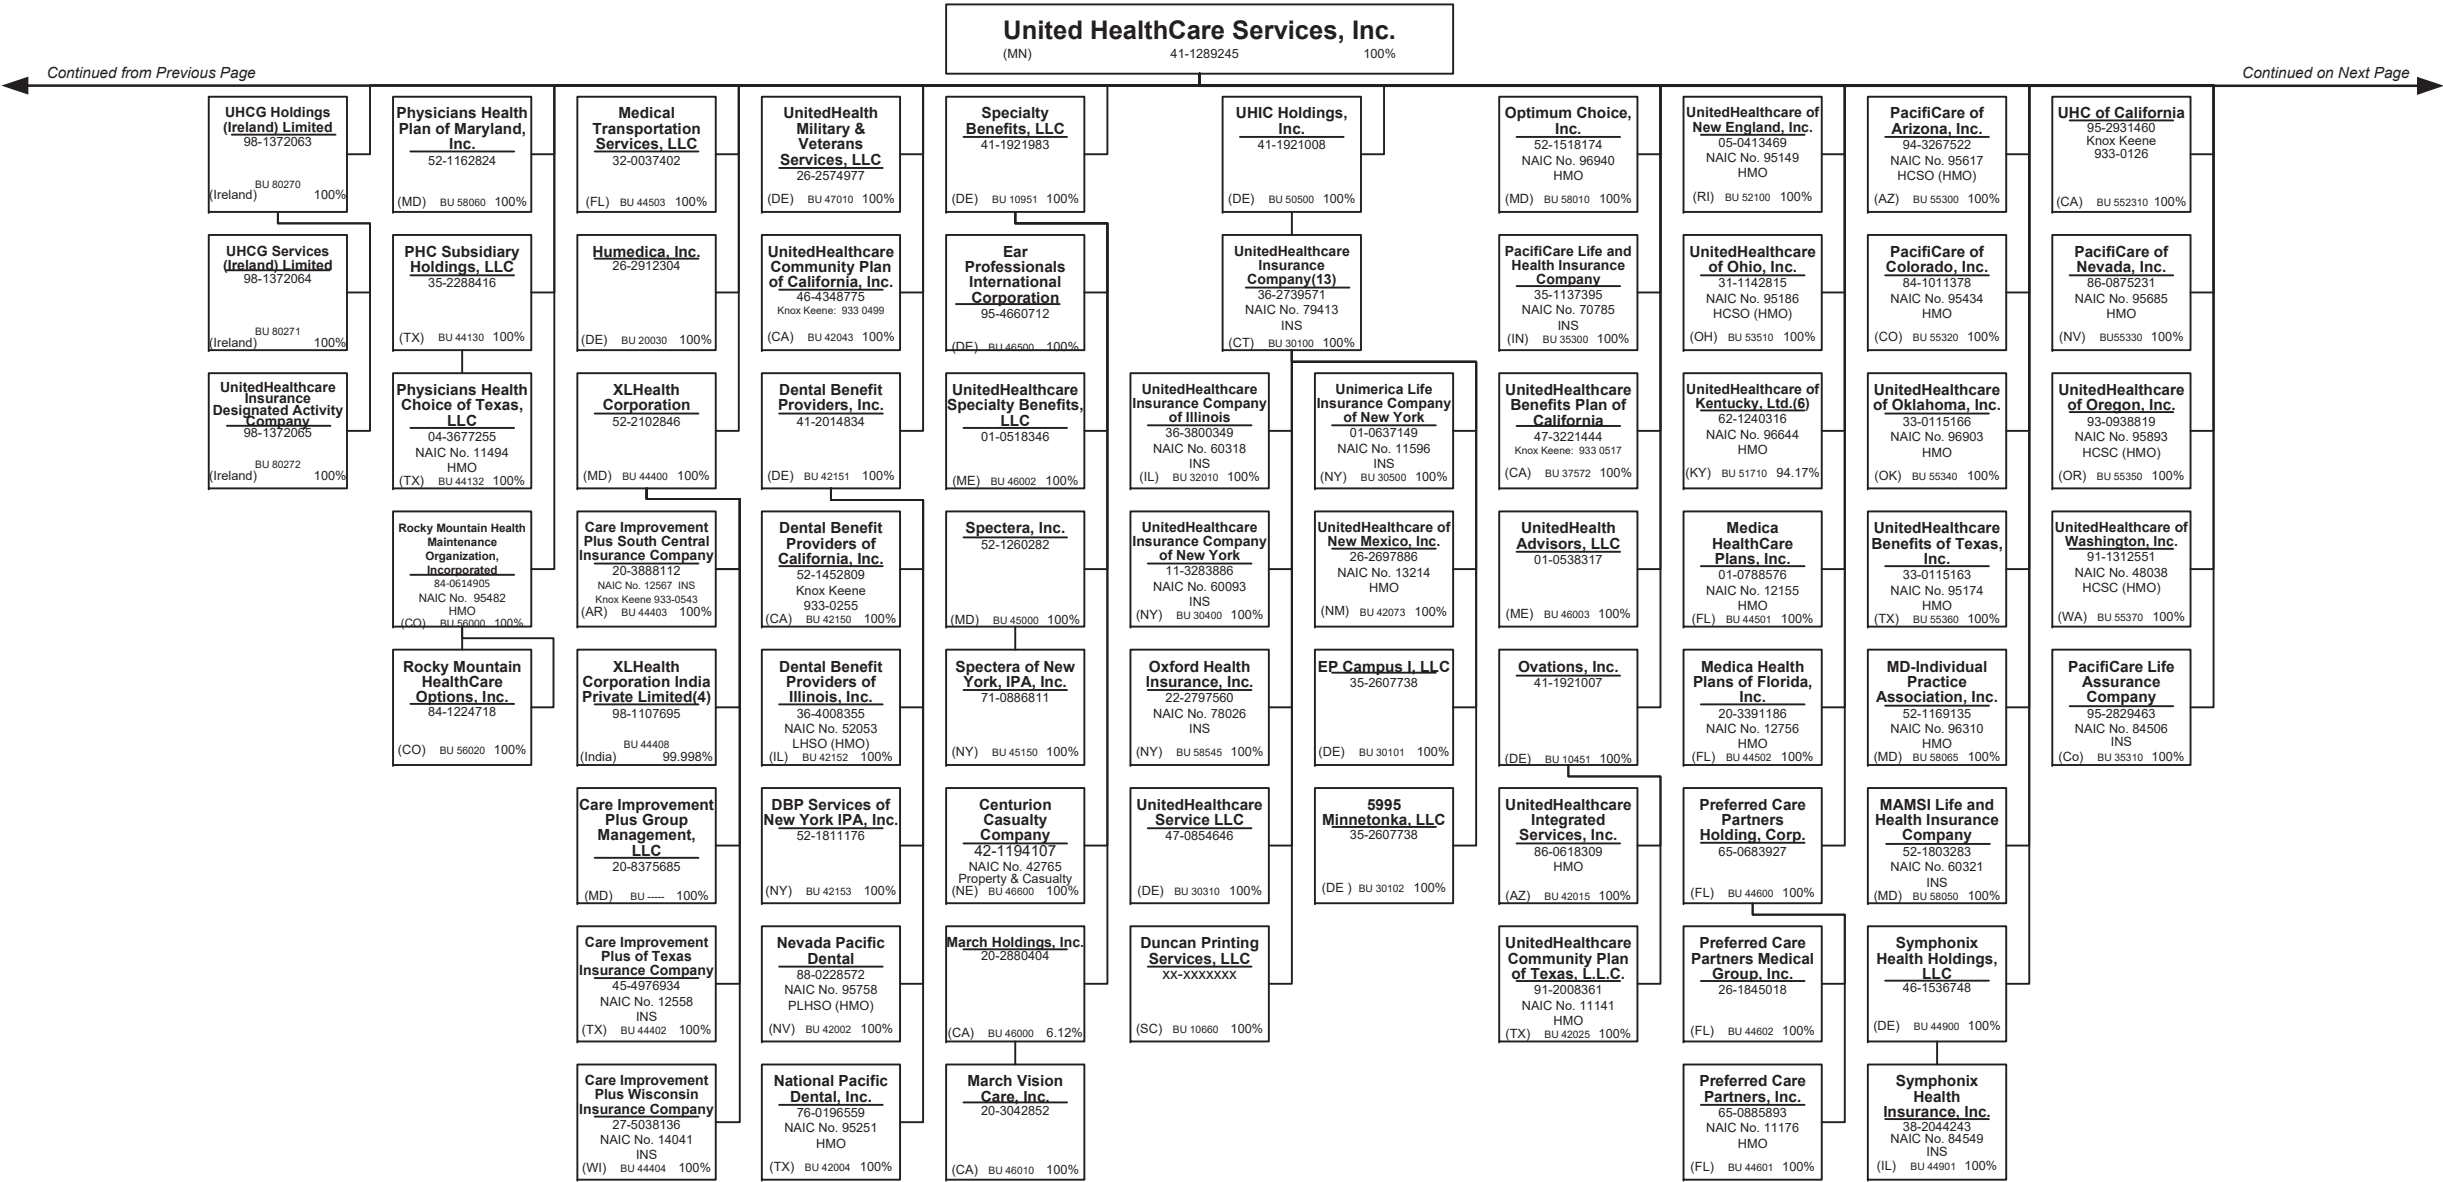 United HealthCare Services, Inc.
(MN) 41-1289245 100%
Continued from Previous Page
Continued on Next Page
UHCG Holdings
(Ireland) Limited
98-1372063
BU 80270
(Ireland) 100%
UHCG Services
(Ireland) Limited
98-1372064
BU 80271
(Ireland) 100%
UnitedHealthcare
Insurance
Designated Activity
Company
98-1372065
BU 80272
(Ireland) 100%
Physicians Health
Plan of Maryland,
Inc.
52-1162824
(MD) BU 58060 100%
PHC Subsidiary
Holdings, LLC
35-2288416
(TX) BU 44130 100%
Physicians Health
Choice of Texas,
LLC
04-3677255
NAIC No. 11494
HMO
(TX) BU 44132 100%
Rocky Mountain Health
Maintenance
Organization,
Incorporated
84-0614905
NAIC No. 95482
HMO
(CO) BU 56000 100%
Rocky Mountain
HealthCare
Options, Inc.
84-1224718
(CO) BU 56020 100%
Medical
Transportation
Services, LLC
32-0037402
(FL) BU 44503 100%
Humedica, Inc.
26-2912304
(DE) BU 20030 100%
XLHealth
Corporation
52-2102846
(MD) BU 44400 100%
Care Improvement
Plus South Central
Insurance Company
20-3888112
NAIC No. 12567 INS
Knox Keene 933-0543
(AR) BU 44403 100%
XLHealth
Corporation India
Private Limited(4)
98-1107695
BU 44408
(India) 99.998%
Care Improvement
Plus Group
Management,
LLC
20-8375685
(MD) BU ----- 100%
Care Improvement
Plus of Texas
Insurance Company
45-4976934
NAIC No. 12558
INS
(TX) BU 44402 100%
Care Improvement
Plus Wisconsin
Insurance Company
27-5038136
NAIC No. 14041
INS
(WI) BU 44404 100%
UnitedHealth
Military &
Veterans
Services, LLC
26-2574977
(DE) BU 47010 100%
UnitedHealthcare
Community Plan
of California, Inc.
46-4348775
Knox Keene: 933 0499
(CA) BU 42043 100%
Dental Benefit
Providers, Inc.
41-2014834
(DE) BU 42151 100%
Dental Benefit
Providers of
California, Inc.
52-1452809
Knox Keene
933-0255
(CA) BU 42150 100%
Dental Benefit
Providers of
Illinois, Inc.
36-4008355
NAIC No. 52053
LHSO (HMO)
(IL) BU 42152 100%
DBP Services of
New York IPA, Inc.
52-1811176
(NY) BU 42153 100%
Nevada Pacific
Dental
88-0228572
NAIC No. 95758
PLHSO (HMO)
(NV) BU 42002 100%
National Pacific
Dental, Inc.
76-0196559
NAIC No. 95251
HMO
(TX) BU 42004 100%
Specialty
Benefits, LLC
41-1921983
(DE) BU 10951 100%
Ear
Professionals
International
Corporation
95-4660712
(DE) BU 46500 100%
UnitedHealthcare
Specialty Benefits,
LLC
01-0518346
(ME) BU 46002 100%
Spectera, Inc.
52-1260282
(MD) BU 45000 100%
Spectera of New
York, IPA, Inc.
71-0886811
(NY) BU 45150 100%
Centurion
Casualty
Company
42-1194107
NAIC No. 42765
Property & Casualty
(NE) BU 46600 100%
March Holdings, Inc.
20-2880404
(CA) BU 46000 6.12%
March Vision
Care, Inc.
20-3042852
(CA) BU 46010 100%
UHIC Holdings,
Inc.
41-1921008
(DE) BU 50500 100%
UnitedHealthcare
Insurance
Company(13)
36-2739571
NAIC No. 79413
INS
(CT) BU 30100 100%
UnitedHealthcare
Insurance Company
of Illinois
36-3800349
NAIC No. 60318
INS
(IL) BU 32010 100%
UnitedHealthcare
Insurance Company
of New York
11-3283886
NAIC No. 60093
INS
(NY) BU 30400 100%
Oxford Health
Insurance, Inc.
22-2797560
NAIC No. 78026
INS
(NY) BU 58545 100%
UnitedHealthcare
Service LLC
47-0854646
(DE) BU 30310 100%
Duncan Printing
Services, LLC
xx-xxxxxxx
(SC) BU 10660 100%
Unimerica Life
Insurance Company
of New York
01-0637149
NAIC No. 11596
INS
(NY) BU 30500 100%
UnitedHealthcare of
New Mexico, Inc.
26-2697886
NAIC No. 13214
HMO
(NM) BU 42073 100%
EP Campus I, LLC
35-2607738
(DE) BU 30101 100%
5995
Minnetonka, LLC
35-2607738
(DE ) BU 30102 100%
Optimum Choice,
Inc.
52-1518174
NAIC No. 96940
HMO
(MD) BU 58010 100%
PacifiCare Life and
Health Insurance
Company
35-1137395
NAIC No. 70785
INS
(IN) BU 35300 100%
UnitedHealthcare
Benefits Plan of
California
47-3221444
Knox Keene: 933 0517
(CA) BU 37572 100%
UnitedHealth
Advisors, LLC
01-0538317
(ME) BU 46003 100%
Ovations, Inc.
41-1921007
(DE) BU 10451 100%
UnitedHealthcare
Integrated
Services, Inc.
86-0618309
HMO
(AZ) BU 42015 100%
UnitedHealthcare
Community Plan
of Texas, L.L.C.
91-2008361
NAIC No. 11141
HMO
(TX) BU 42025 100%
UnitedHealthcare of
New England, Inc.
05-0413469
NAIC No. 95149
HMO
(RI) BU 52100 100%
UnitedHealthcare
of Ohio, Inc.
31-1142815
NAIC No. 95186
HCSO (HMO)
(OH) BU 53510 100%
UnitedHealthcare of
Kentucky, Ltd.(6)
62-1240316
NAIC No. 96644
HMO
(KY) BU 51710 94.17%
Medica
HealthCare
Plans, Inc.
01-0788576
NAIC No. 12155
HMO
(FL) BU 44501 100%
Medica Health
Plans of Florida,
Inc.
20-3391186
NAIC No. 12756
HMO
(FL) BU 44502 100%
Preferred Care
Partners
Holding, Corp.
65-0683927
(FL) BU 44600 100%
Preferred Care
Partners Medical
Group, Inc.
26-1845018
(FL) BU 44602 100%
Preferred Care
Partners, Inc.
65-0885893
NAIC No. 11176
HMO
(FL) BU 44601 100%
PacifiCare of
Arizona, Inc.
94-3267522
NAIC No. 95617
HCSO (HMO)
(AZ) BU 55300 100%
PacifiCare of
Colorado, Inc.
84-1011378
NAIC No. 95434
HMO
(CO) BU 55320 100%
UnitedHealthcare
of Oklahoma, Inc.
33-0115166
NAIC No. 96903
HMO
(OK) BU 55340 100%
UnitedHealthcare
Benefits of Texas,
Inc.
33-0115163
NAIC No. 95174
HMO
(TX) BU 55360 100%
MD-Individual
Practice
Association, Inc.
52-1169135
NAIC No. 96310
HMO
(MD) BU 58065 100%
MAMSI Life and
Health Insurance
Company
52-1803283
NAIC No. 60321
INS
(MD) BU 58050 100%
Symphonix
Health Holdings,
LLC
46-1536748
(DE) BU 44900 100%
Symphonix
Health
Insurance, Inc.
38-2044243
NAIC No. 84549
INS
(IL) BU 44901 100%
UHC of California
95-2931460
Knox Keene
933-0126
(CA) BU 552310 100%
PacifiCare of
Nevada, Inc.
86-0875231
NAIC No. 95685
HMO
(NV) BU55330 100%
UnitedHealthcare
of Oregon, Inc.
93-0938819
NAIC No. 95893
HCSC (HMO)
(OR) BU 55350 100%
UnitedHealthcare of
Washington, Inc.
91-1312551
NAIC No. 48038
HCSC (HMO)
(WA) BU 55370 100%
PacifiCare Life
Assurance
Company
95-2829463
NAIC No. 84506
INS
(Co) BU 35310 100%